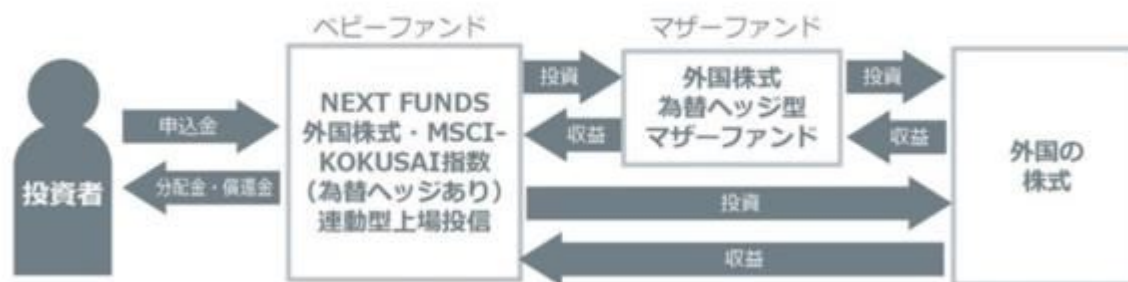 ベビーファンド
マザーファンド
投資者
申込金
分配金・償還金
NEXT FUNDS
外国株式・MSCI-
KOKUSAI指数
（為替ヘッジあり）
連動型上場投信
投資
収益
外国株式
為替ヘッジ型
マザーファンド
投資
収益
投資
収益
外国の
株式